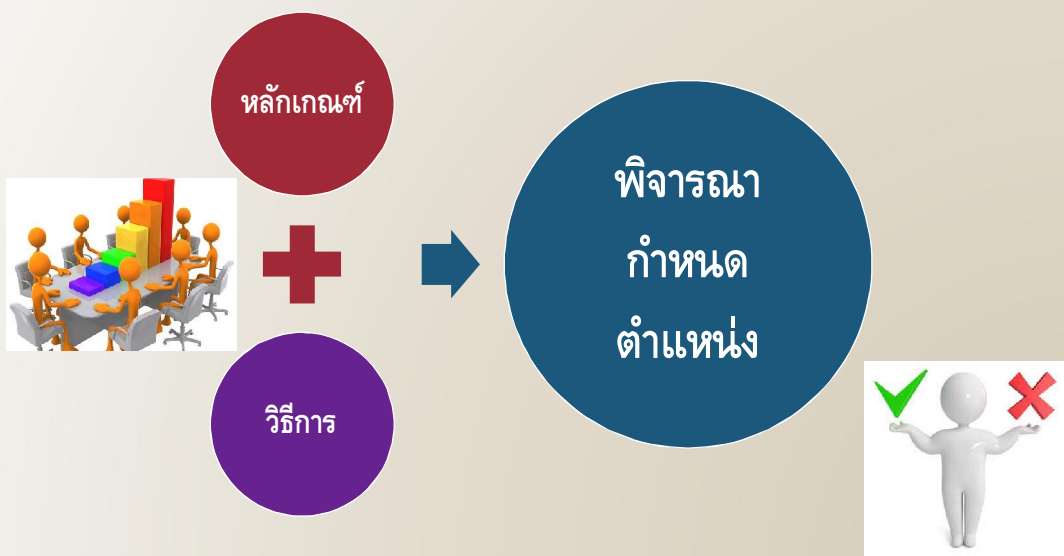 หลักเกณฑ์
วิธีการ
พิจารณา
กำหนด
ตำแหน่ง